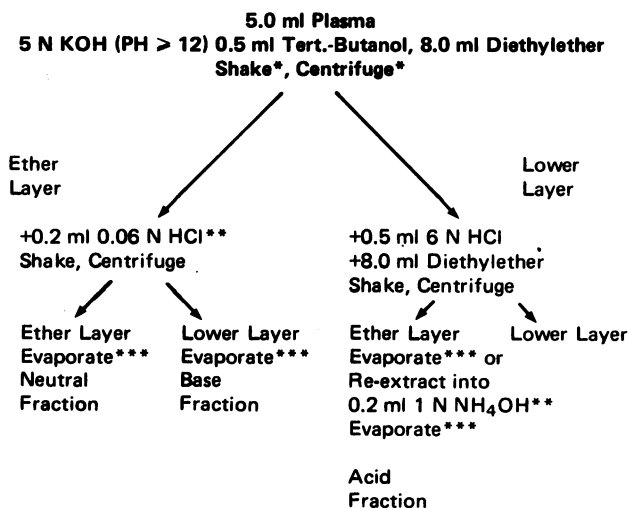 5.0 ml Plasma
5 N KOH (PH ⩾ 12) 0.5 ml Tert.-Butanol, 8.0 ml Diethylether
Shake*, Centrifuge*
Ether
Layer
Lower
Layer
+0.2 ml 0.06 N HCl**
Shake, Centrifuge
+0.5 ml 6 N HCl
+8.0 ml Diethylether
Shake, Centrifuge
Ether Layer
Evaporate***
Neutral
Fraction
Lower Layer
Evaporate***
Base
Fraction
Ether Layer
Evaporate*** or
Re-extract into
0.2 ml 1 N NH₄OH**
Evaporate***
Acid
Fraction
Lower Layer